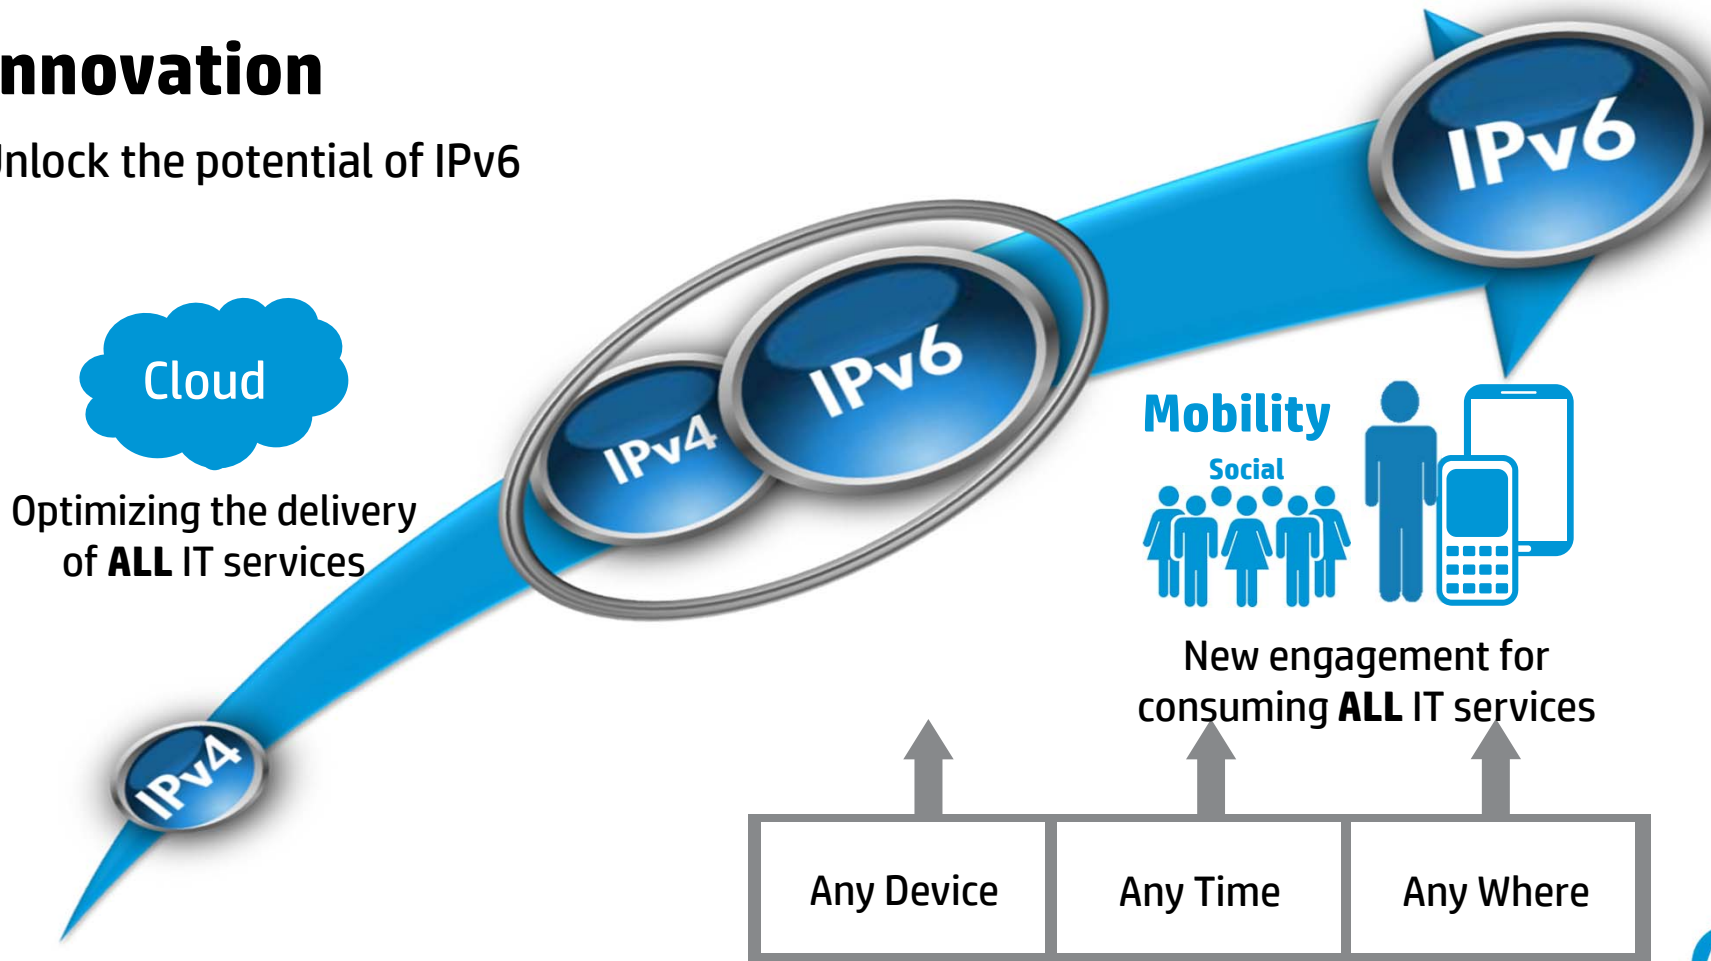 nnovation
Unlock the potential of IPv6
IPv6
IPv6
IPv4
IPv4
Cloud
Optimizing the delivery
of ALL IT services
Mobility
Social
New engagement for
consuming ALL IT services
Any Device
Any Time
Any Where